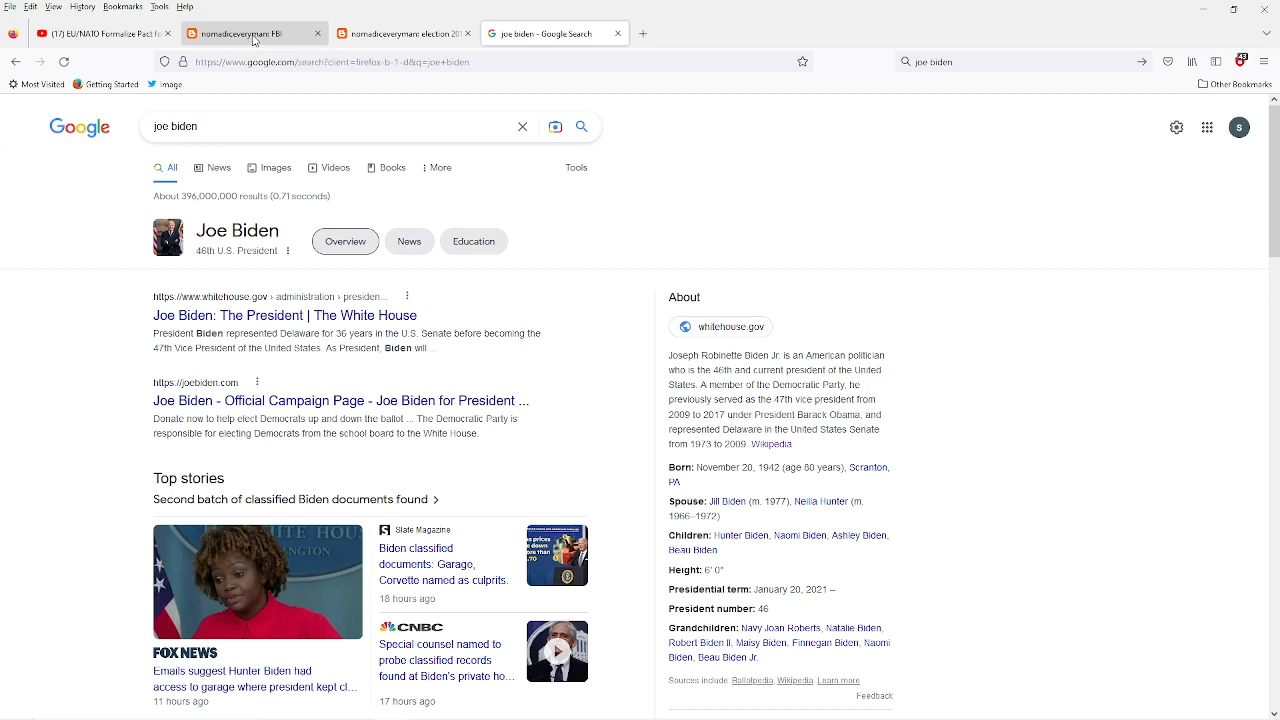 File Edit View History Bookmarks Tools Help
(17) EU/NATO Formalize Pact fo
nomadiceveryman: FBI
nomadiceveryman: election 201
joe biden - Google Search
https://www.google.com/search?client=firefox-b-1-d&q=joe+biden
joe biden
43
Most Visited
Getting Started
Image
Other Bookmarks
Google
joe biden
S
All
News
Images
Videos
Books
More
Tools
About 396,000,000 results (0.71 seconds)
Joe Biden
46th U.S. President
Overview
News
Education
https://www.whitehouse.gov › administration › presiden...
Joe Biden: The President | The White House
President Biden represented Delaware for 36 years in the U.S. Senate before becoming the
47th Vice President of the United States. As President, Biden will ...
https://joebiden.com
Joe Biden - Official Campaign Page - Joe Biden for President ...
Donate now to help elect Democrats up and down the ballot ... The Democratic Party is
responsible for electing Democrats from the school board to the White House.
Top stories
Second batch of classified Biden documents found >
FOX NEWS
Emails suggest Hunter Biden had
access to garage where president kept cl...
11 hours ago
Slate Magazine
Biden classified
documents: Garage,
Corvette named as culprits.
18 hours ago
CNBC
Special counsel named to
probe classified records
found at Biden's private ho...
17 hours ago
About
whitehouse.gov
Joseph Robinette Biden Jr. is an American politician
who is the 46th and current president of the United
States. A member of the Democratic Party, he
previously served as the 47th vice president from
2009 to 2017 under President Barack Obama, and
represented Delaware in the United States Senate
from 1973 to 2009. Wikipedia
Born: November 20, 1942 (age 80 years), Scranton,
PA
Spouse: Jill Biden (m. 1977), Neilia Hunter (m.
1966–1972)
Children: Hunter Biden, Naomi Biden, Ashley Biden,
Beau Biden
Height: 6′ 0″
Presidential term: January 20, 2021 –
President number: 46
Grandchildren: Navy Joan Roberts, Natalie Biden,
Robert Biden II, Maisy Biden, Finnegan Biden, Naomi
Biden, Beau Biden Jr.
Sources include: Ballotpedia, Wikipedia. Learn more
Feedback